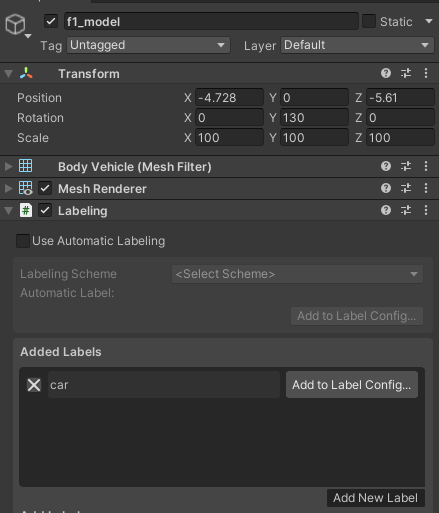 f1_model Static
Tag Untagged Layer Default
Transform
Position X -4.728 Y 0 Z -5.61
Rotation X 0 Y 130 Z 0
Scale X 100 Y 100 Z 100
Body Vehicle (Mesh Filter)
Mesh Renderer
# Labeling
Use Automatic Labeling
Labeling Scheme <Select Scheme>
Automatic Label:
Add to Label Config...
Added Labels
car Add to Label Config...
Add New Label